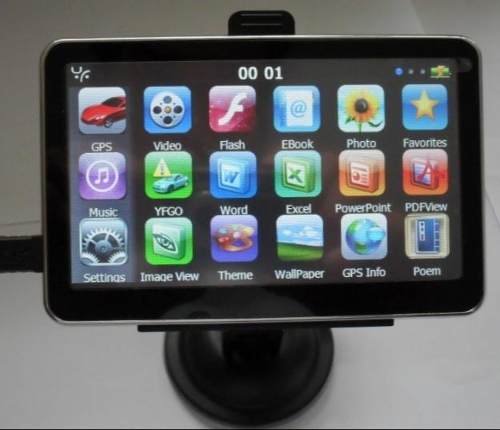 00 01
GPS Video Flash EBook Photo Favorites
Music YFGO Word Excel PowerPoint PDFView
Settings Image View Theme WallPaper GPS Info Poem